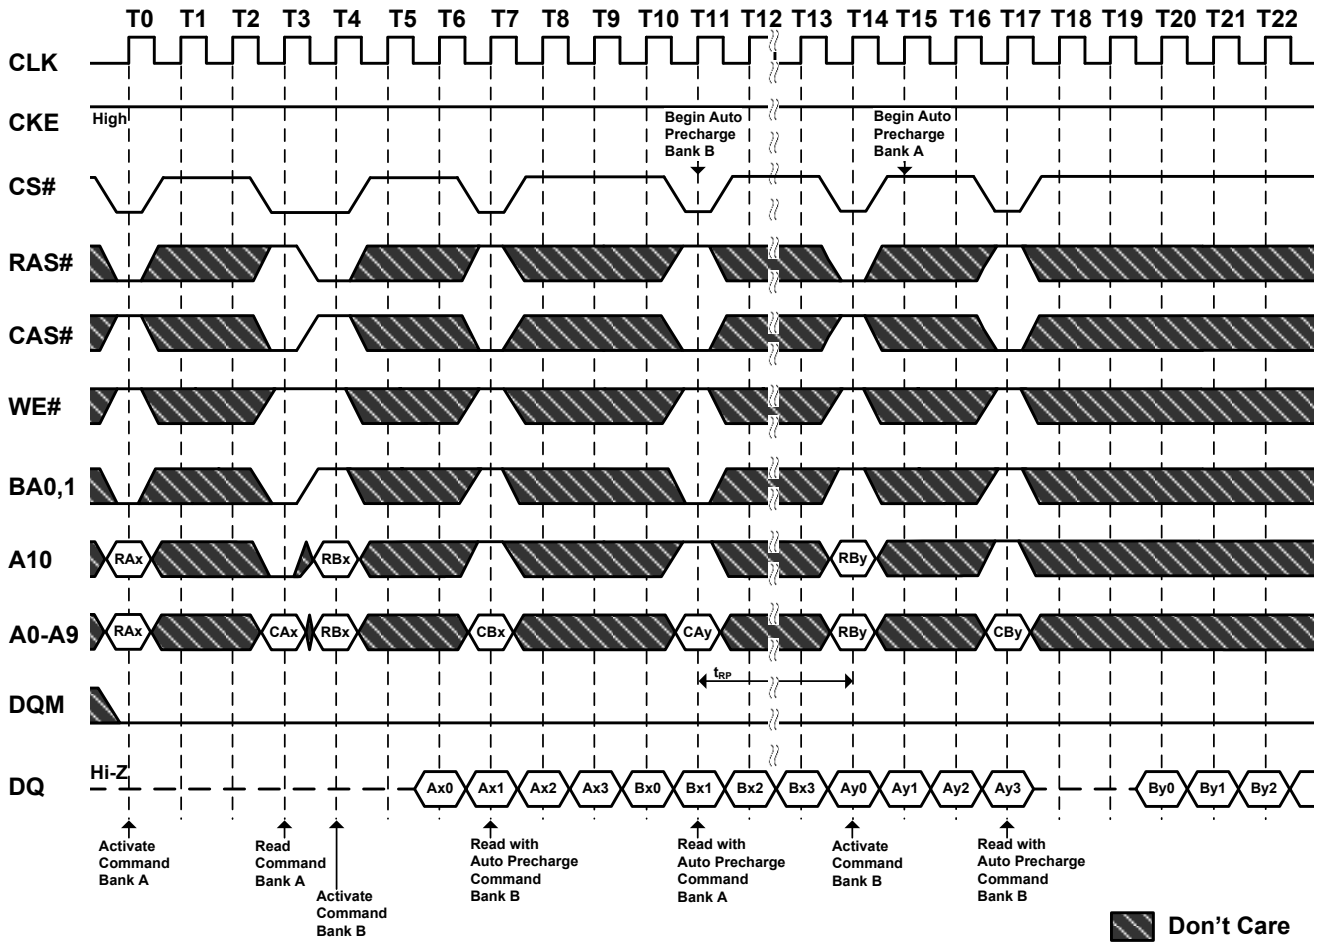 T0 T1 T2 T3 T4 T5 T6 T7 T8 T9 T10 T11 T12 T13 T14 T15 T16 T17 T18 T19 T20 T21 T22
CLK
CKE
High
Begin Auto
Precharge
Bank B
Begin Auto
Precharge
Bank A
CS#
RAS#
CAS#
WE#
BA0,1
A10
RAx RBx RBy
A0-A9
RAx CAx RBx CBx CAy RBy CBy
tRP
DQM
DQ
Hi-Z
Ax0 Ax1 Ax2 Ax3 Bx0 Bx1 Bx2 Bx3 Ay0 Ay1 Ay2 Ay3 By0 By1 By2
Activate
Command
Bank A
Read
Command
Bank A
Activate
Command
Bank B
Read with
Auto Precharge
Command
Bank B
Read with
Auto Precharge
Command
Bank A
Activate
Command
Bank B
Read with
Auto Precharge
Command
Bank B
Don't Care